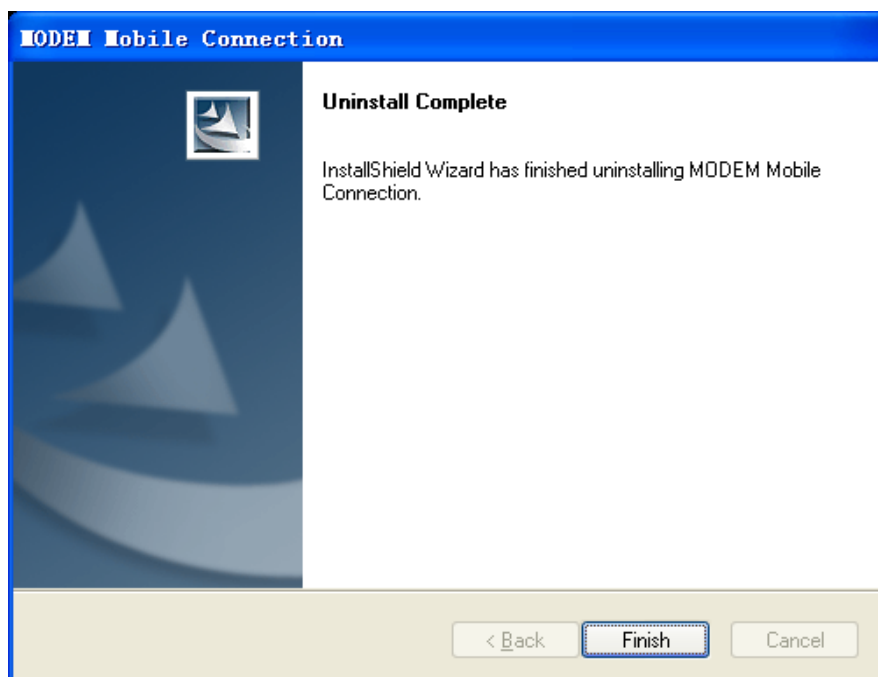 MODEM Mobile Connection
Uninstall Complete
InstallShield Wizard has finished uninstalling MODEM Mobile
Connection.
< Back
Finish
Cancel